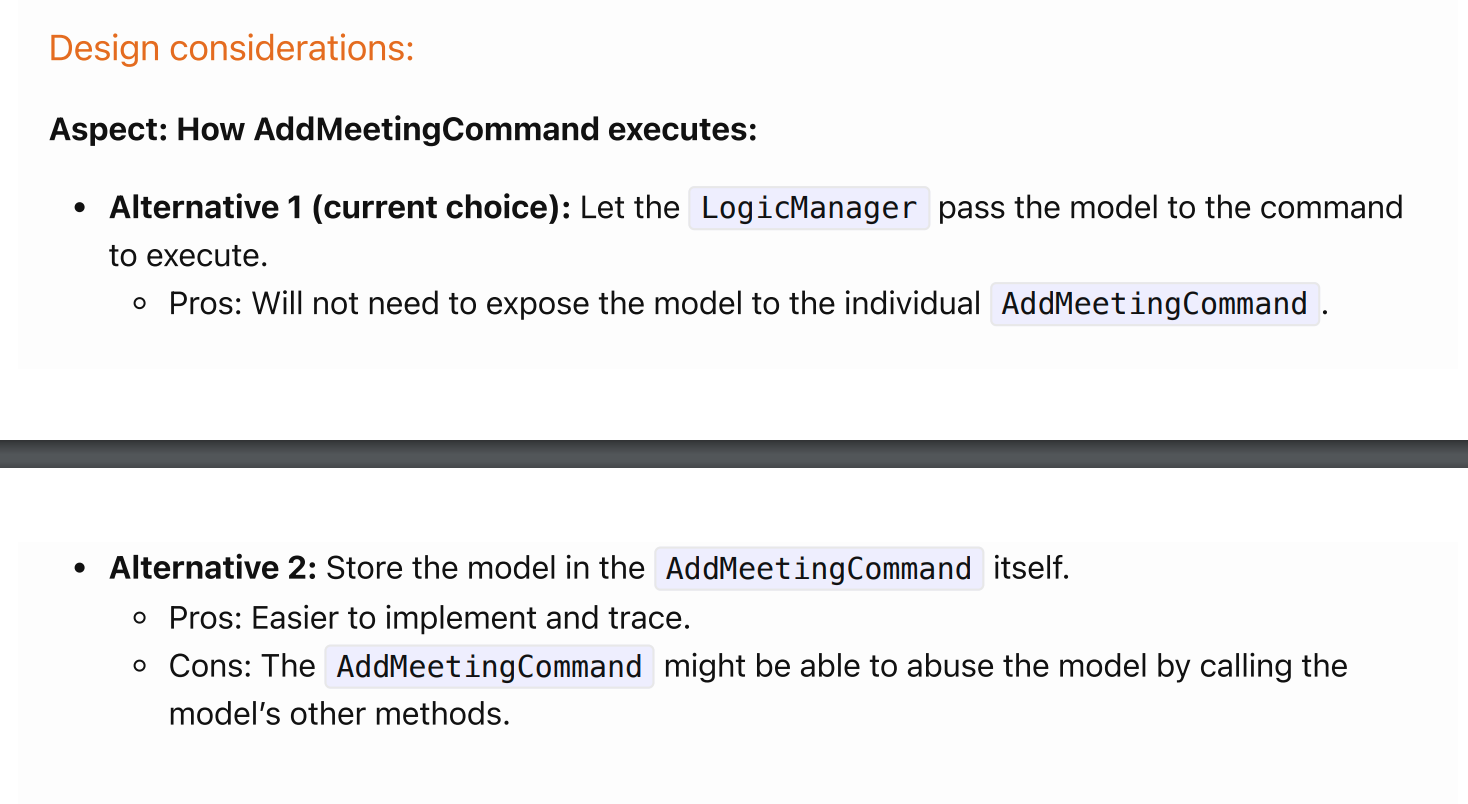 Design considerations:
Aspect: How AddMeetingCommand executes:
• Alternative 1 (current choice): Let the LogicManager pass the model to the command
to execute.
◦ Pros: Will not need to expose the model to the individual AddMeetingCommand.
• Alternative 2: Store the model in the AddMeetingCommand itself.
◦ Pros: Easier to implement and trace.
◦ Cons: The AddMeetingCommand might be able to abuse the model by calling the
model’s other methods.